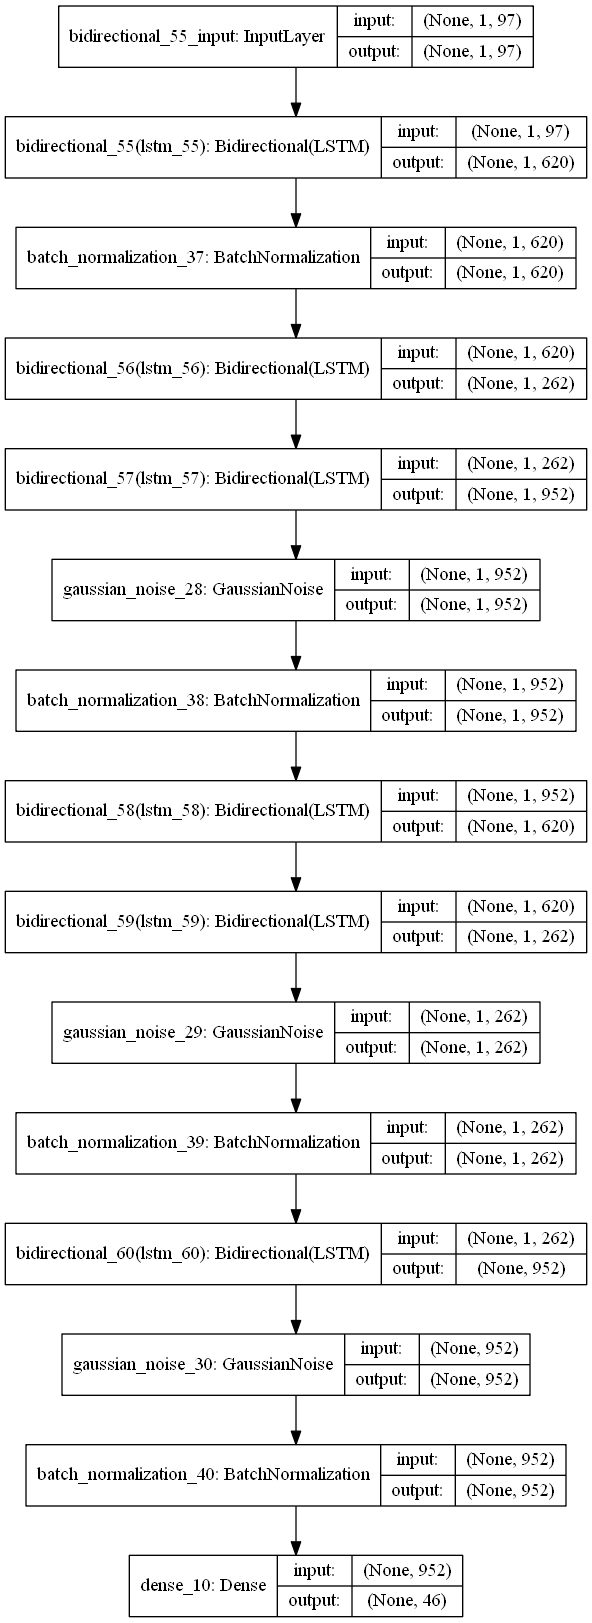 bidirectional_55_input: InputLayer
input: (None, 1, 97)
output: (None, 1, 97)
bidirectional_55(lstm_55): Bidirectional(LSTM)
input: (None, 1, 97)
output: (None, 1, 620)
batch_normalization_37: BatchNormalization
input: (None, 1, 620)
output: (None, 1, 620)
bidirectional_56(lstm_56): Bidirectional(LSTM)
input: (None, 1, 620)
output: (None, 1, 262)
bidirectional_57(lstm_57): Bidirectional(LSTM)
input: (None, 1, 262)
output: (None, 1, 952)
gaussian_noise_28: GaussianNoise
input: (None, 1, 952)
output: (None, 1, 952)
batch_normalization_38: BatchNormalization
input: (None, 1, 952)
output: (None, 1, 952)
bidirectional_58(lstm_58): Bidirectional(LSTM)
input: (None, 1, 952)
output: (None, 1, 620)
bidirectional_59(lstm_59): Bidirectional(LSTM)
input: (None, 1, 620)
output: (None, 1, 262)
gaussian_noise_29: GaussianNoise
input: (None, 1, 262)
output: (None, 1, 262)
batch_normalization_39: BatchNormalization
input: (None, 1, 262)
output: (None, 1, 262)
bidirectional_60(lstm_60): Bidirectional(LSTM)
input: (None, 1, 262)
output: (None, 952)
gaussian_noise_30: GaussianNoise
input: (None, 952)
output: (None, 952)
batch_normalization_40: BatchNormalization
input: (None, 952)
output: (None, 952)
dense_10: Dense
input: (None, 952)
output: (None, 46)